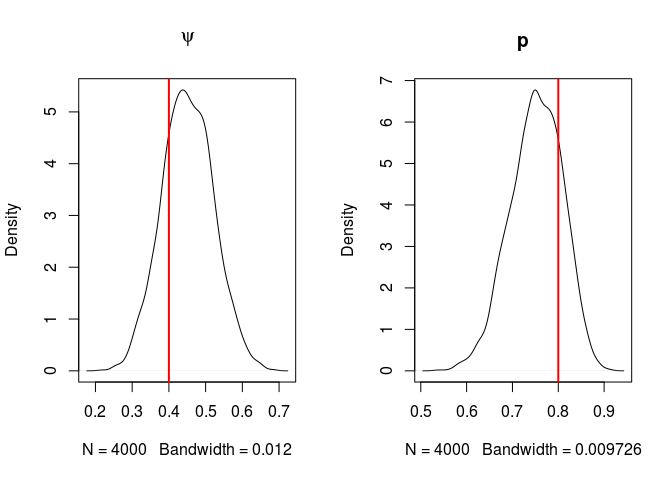 ψ
Density
0 1 2 3 4 5
0.2 0.3 0.4 0.5 0.6 0.7
N = 4000 Bandwidth = 0.012
p
Density
0 1 2 3 4 5 6 7
0.5 0.6 0.7 0.8 0.9
N = 4000 Bandwidth = 0.009726